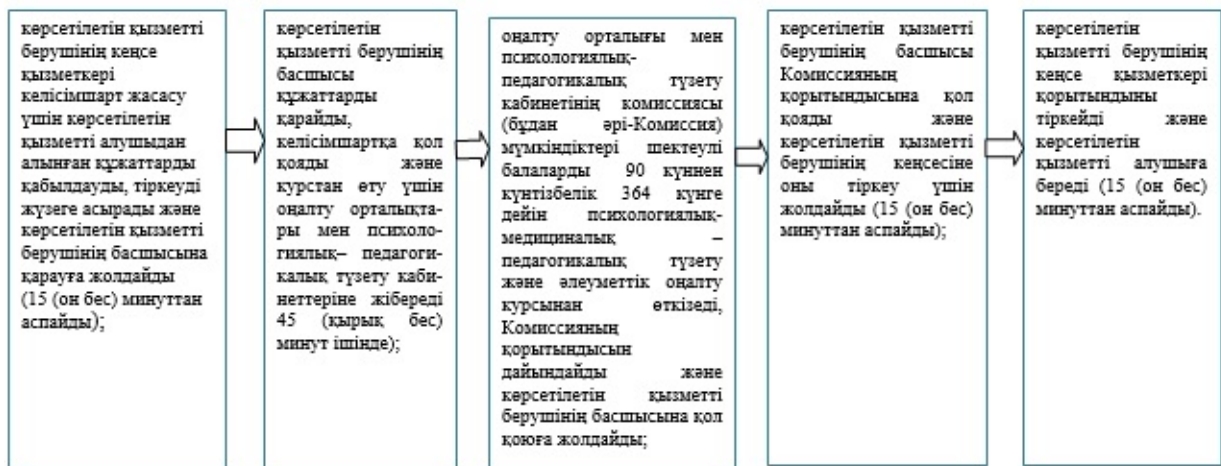 көрсетілетін қызметті
берушінің кеңсе
қызметкері
келісімшарт жасасу
үшін көрсетілетін
қызметті алушыдан
алынған құжаттарды
қабылдауды, тіркеуді
жүзеге асырады және
көрсетілетін қызметті
берушінің басшысына
қарауға жолдайды
(15 (он бес) минуттан
аспайды);
көрсетілетін
қызметті берушінің
басшысы
құжаттарды
қарайды,
келісімшартқа қол
қояды және
курстан өту үшін
оңалту орталықта-
ры мен психоло-
гиялық– педагоги-
калық түзету каби-
неттеріне жібереді
45 (қырық бес)
минут ішінде);
оңалту орталығы мен
психологиялық-
педагогикалық түзету
кабинетінің комиссиясы
(бұдан әрі-Комиссия)
мүмкіндіктері шектеулі
балаларды 90 күннен
күнтізбелік 364 күнге
дейін психологиялық-
медициналық –
педагогикалық түзету
және әлеуметтік оңалту
курсынан өткізеді,
Комиссияның
қорытындысын
дайындайды және
көрсетілетін қызметті
берушінің басшысына қол
қоюға жолдайды;
көрсетілетін қызметті
берушінің басшысы
Комиссияның
қорытындысына қол
қояды және
көрсетілетін қызметті
берушінің кеңсесіне
оны тіркеу үшін
жолдайды (15 (он бес)
минуттан аспайды);
көрсетілетін
қызметті берушінің
кеңсе қызметкері
қорытындыны
тіркейді және
көрсетілетін
қызметті алушыға
береді (15 (он бес)
минуттан аспайды).